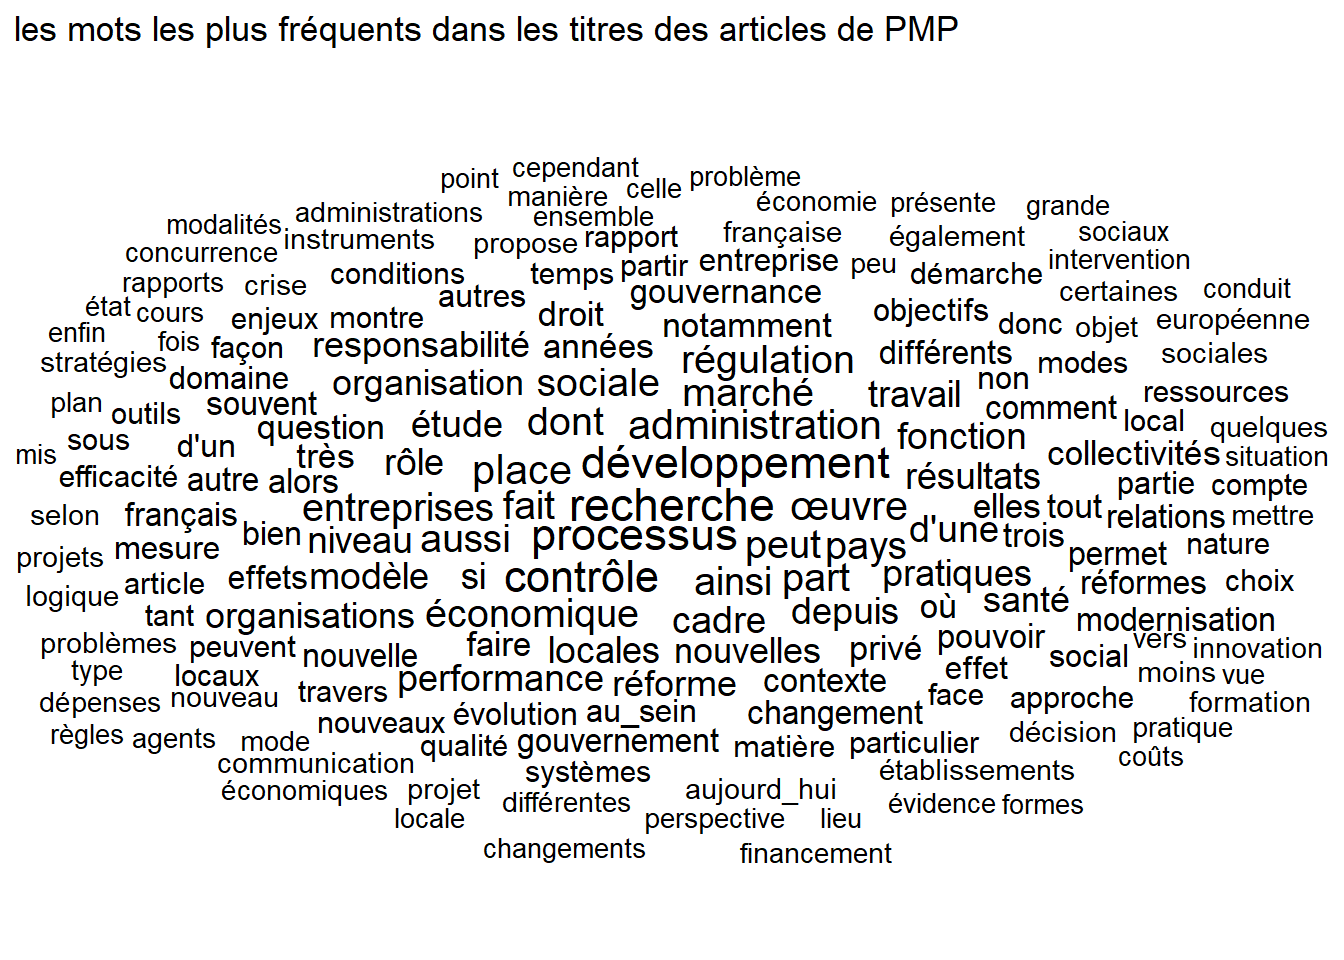 les mots les plus fréquents dans les titres des articles de PMP
point cependant problème
manière celle
modalités administrations ensemble économie présente grande
concurrence instruments propose rapport française également sociaux
rapports crise conditions temps partir entreprise peu démarche intervention
état cours autres gouvernance certaines conduit
enfin fois enjeux montre droit notamment objectifs donc objet européenne
stratégies façon responsabilité années régulation différents modes sociales
domaine organisation sociale marché travail non ressources
plan outils souvent question étude dont administration comment local quelques
mis sous d'un très rôle place développement fonction collectivités situation
efficacité autre alors résultats partie compte
selon français entreprises fait recherche œuvre elles tout relations mettre
projets mesure bien niveau aussi processus peut pays d'une trois permet nature
logique article effets modèle si contrôle ainsi part pratiques réformes choix
tant organisations économique cadre depuis où santé modernisation
problèmes peuvent nouvelle faire locales nouvelles privé pouvoir social vers innovation
type locaux travers performance réforme contexte effet moins vue
dépenses nouveau nouveaux évolution au_sein changement face approche formation
règles agents mode qualité gouvernement matière particulier décision pratique
communication systèmes établissements coûts
économiques projet différentes aujourd_hui évidence formes
locale perspective lieu
changements financement